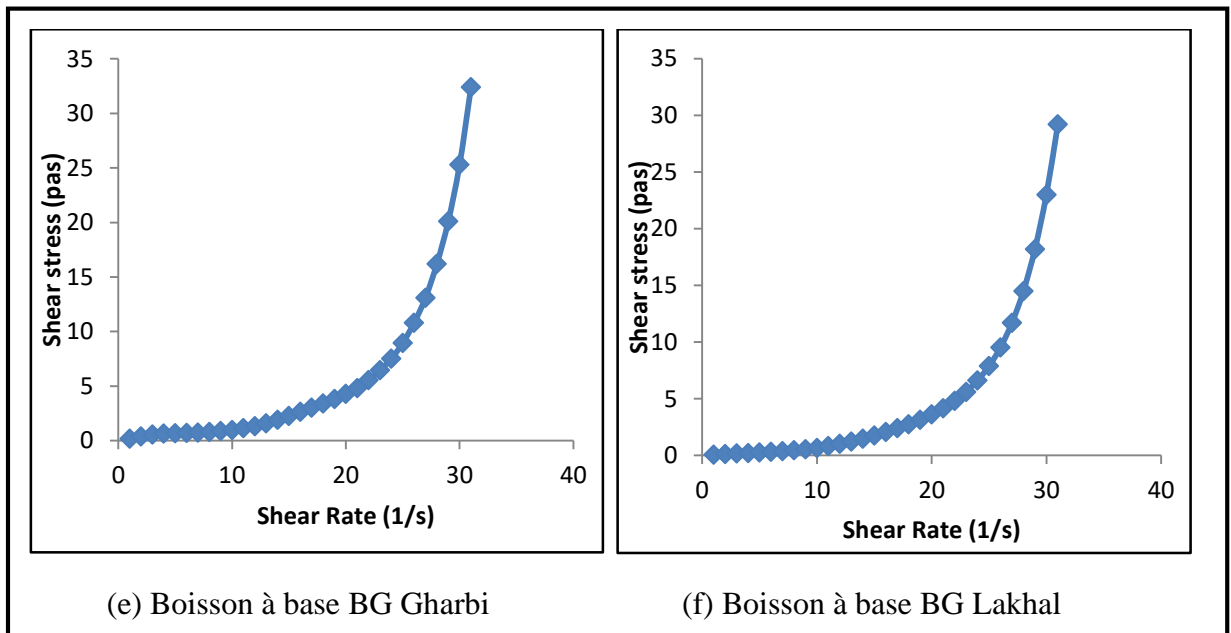 35
30
25
20
15
10
5
0
Shear stress (pas)
0 10 20 30 40
Shear Rate (1/s)
(e) Boisson à base BG Gharbi
35
30
25
20
15
10
5
0
Shear stress (pas)
0 10 20 30 40
Shear Rate (1/s)
(f) Boisson à base BG Lakhal